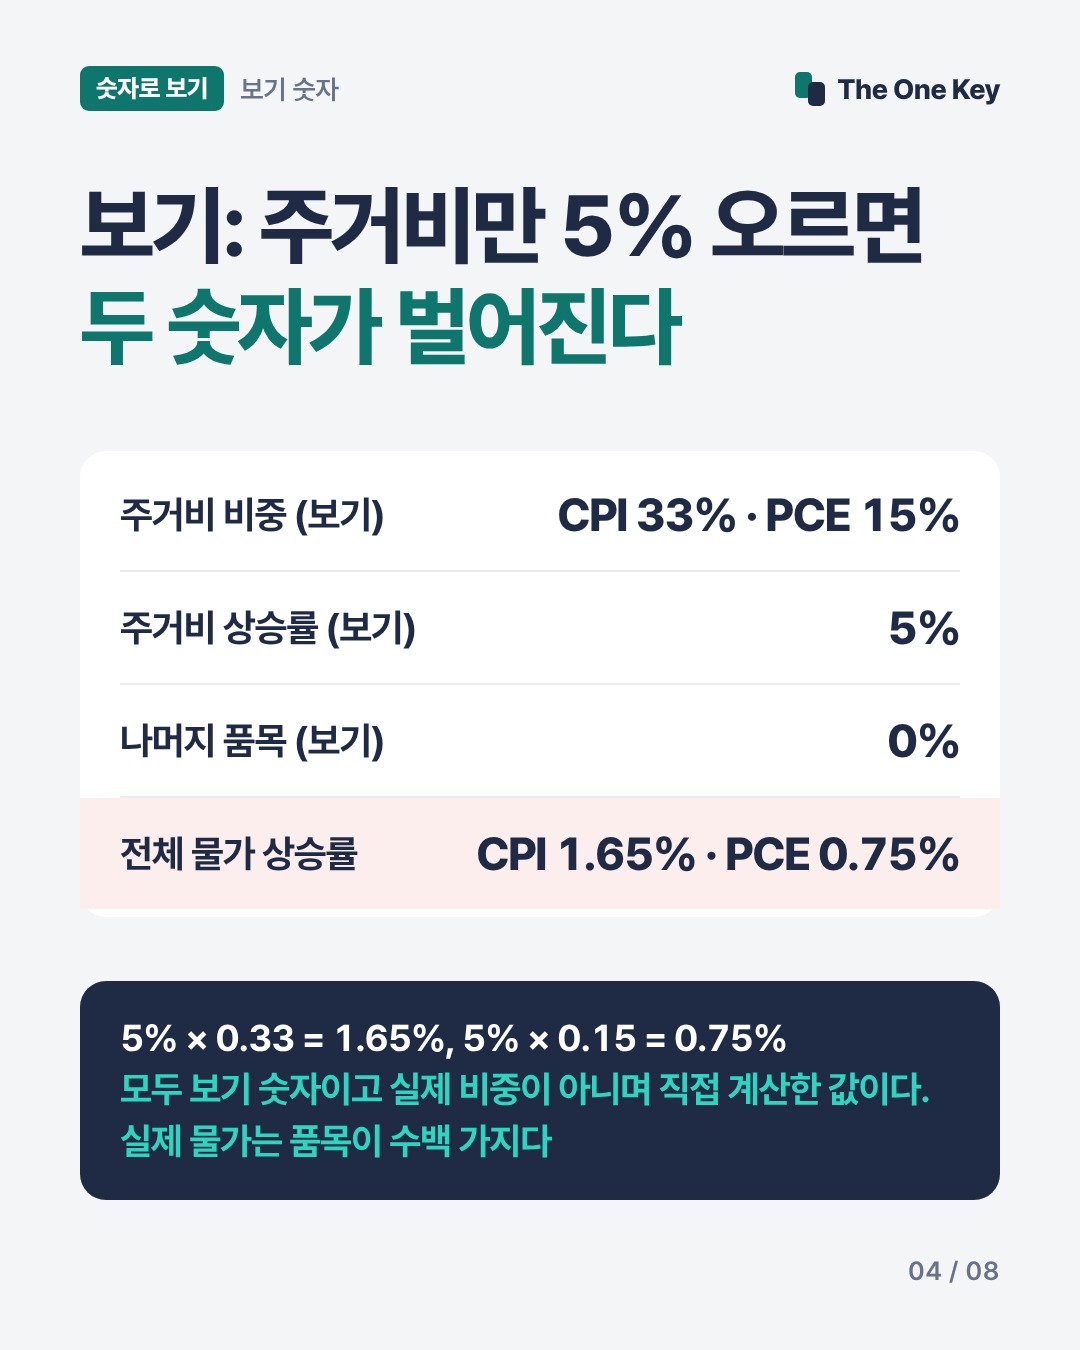 숫자로 보기 보기 숫자
The One Key
보기: 주거비만 5% 오르면
두 숫자가 벌어진다
주거비 비중 (보기) CPI 33% · PCE 15%
주거비 상승률 (보기) 5%
나머지 품목 (보기) 0%
전체 물가 상승률 CPI 1.65% · PCE 0.75%
5% × 0.33 = 1.65%, 5% × 0.15 = 0.75%
모두 보기 숫자이고 실제 비중이 아니며 직접 계산한 값이다.
실제 물가는 품목이 수백 가지다
04 / 08